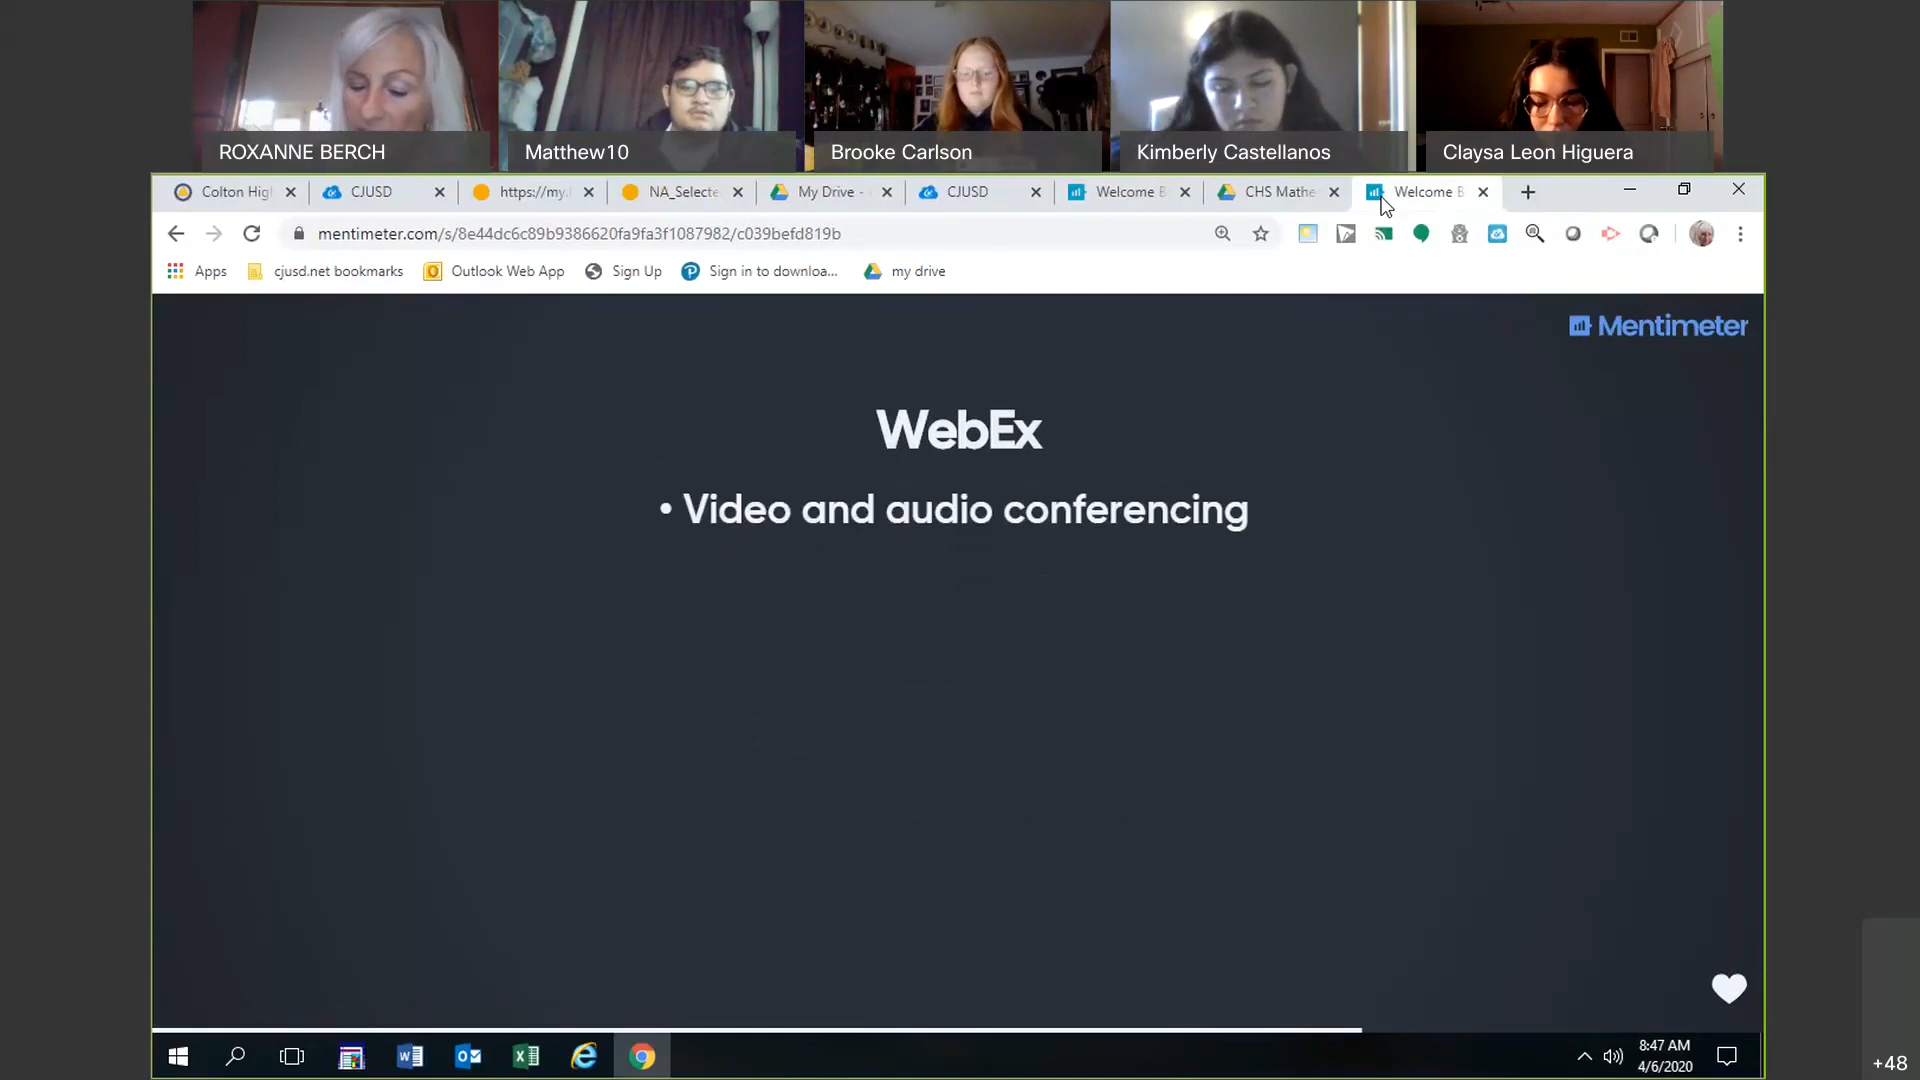 ROXANNE BERCH
Matthew10
Brooke Carlson
Kimberly Castellanos
Claysa Leon Higuera
Colton Hig
CJUSD
https://my.
NA_Selecte
My Drive -
CJUSD
Welcome B
CHS Mathe
Welcome B
mentimeter.com/s/8e44dc6c89b9386620fa9fa3f1087982/c039befd819b
Apps
cjusd.net bookmarks
Outlook Web App
Sign Up
Sign in to downloa...
my drive
Mentimeter
WebEx
• Video and audio conferencing
8:47 AM
4/6/2020
+48